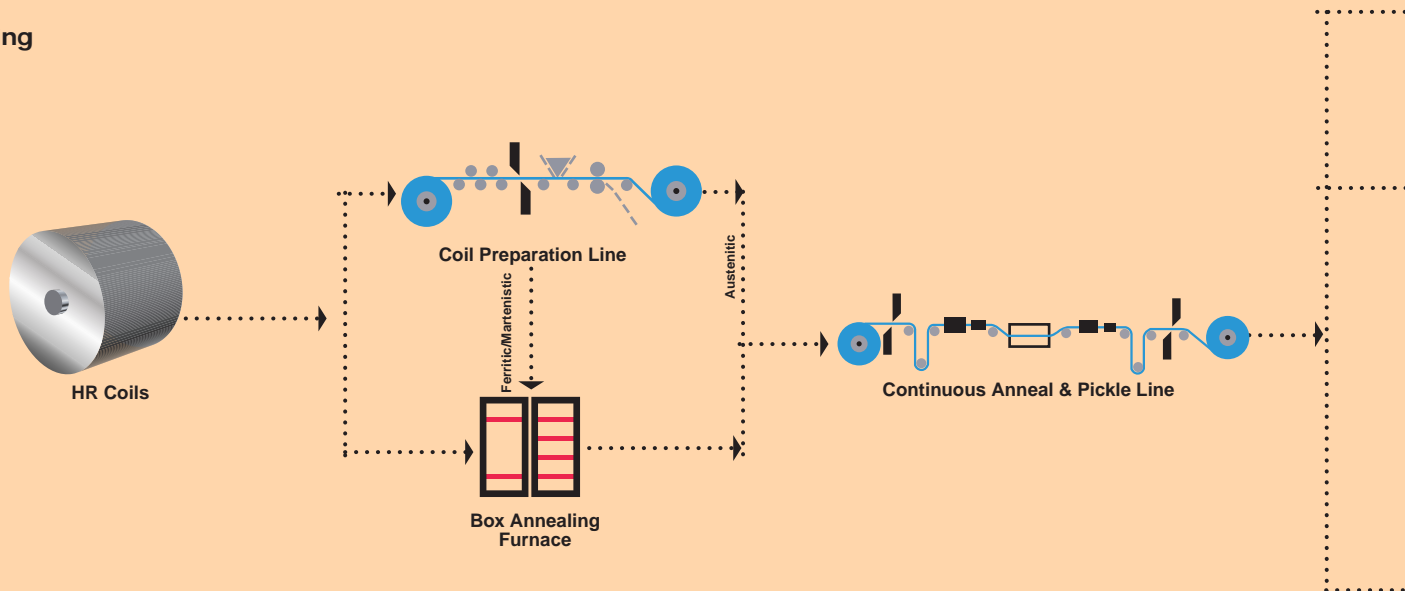 ng
Coil Preparation Line
Ferritic/Martenistic
Austenitic
HR Coils
Continuous Anneal & Pickle Line
Box Annealing
Furnace